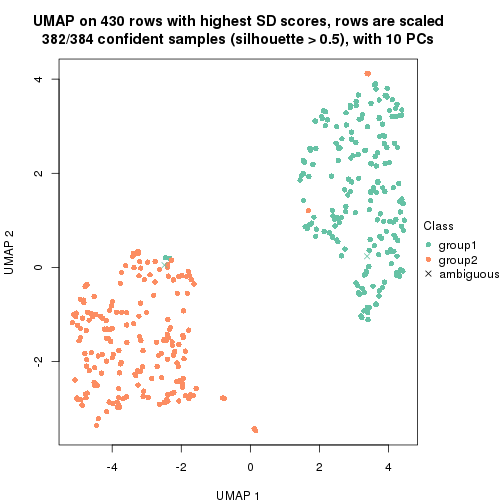 UMAP on 430 rows with highest SD scores, rows are scaled
382/384 confident samples (silhouette > 0.5), with 10 PCs
4
2
0
-2
UMAP 2
-4
-2
0
2
4
UMAP 1
Class
group1
group2
ambiguous